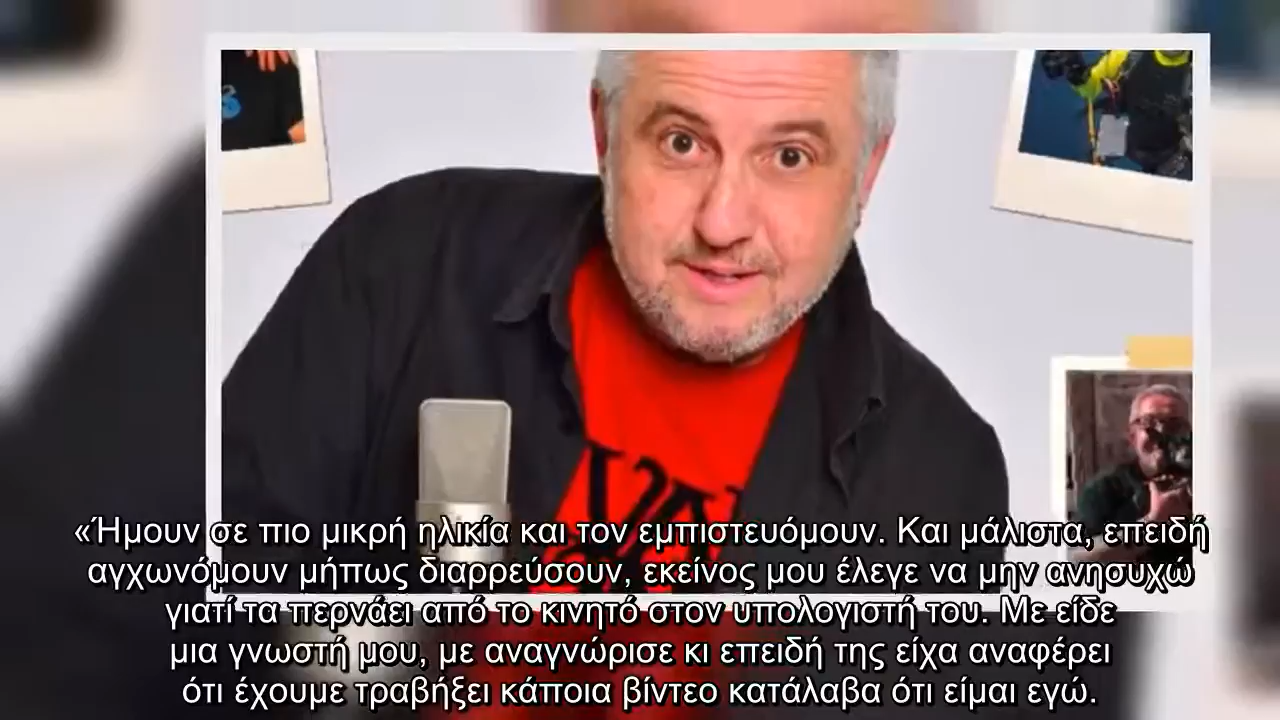 «Ήμουν σε πιο μικρή ηλικία και τον εμπιστευόμουν. Και μάλιστα, επειδή
αγχωνόμουν μήπως διαρρεύσουν, εκείνος μου έλεγε να μην ανησυχώ
γιατί τα περνάει από το κινητό στον υπολογιστή του. Με είδε
μια γνωστή μου, με αναγνώρισε κι επειδή της είχα αναφέρει
ότι έχουμε τραβήξει κάποια βίντεο κατάλαβα ότι είμαι εγώ.